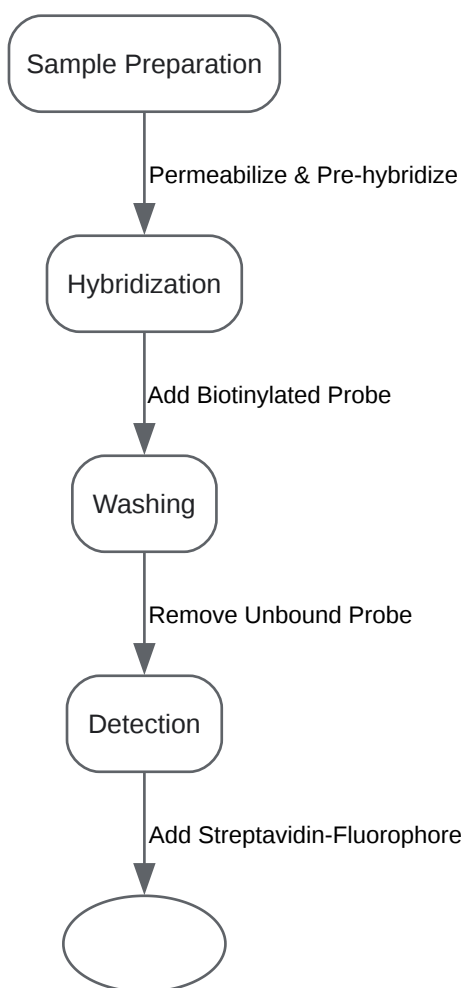 Sample Preparation
Permeabilize & Pre-hybridize
Hybridization
Add Biotinylated Probe
Washing
Remove Unbound Probe
Detection
Add Streptavidin-Fluorophore